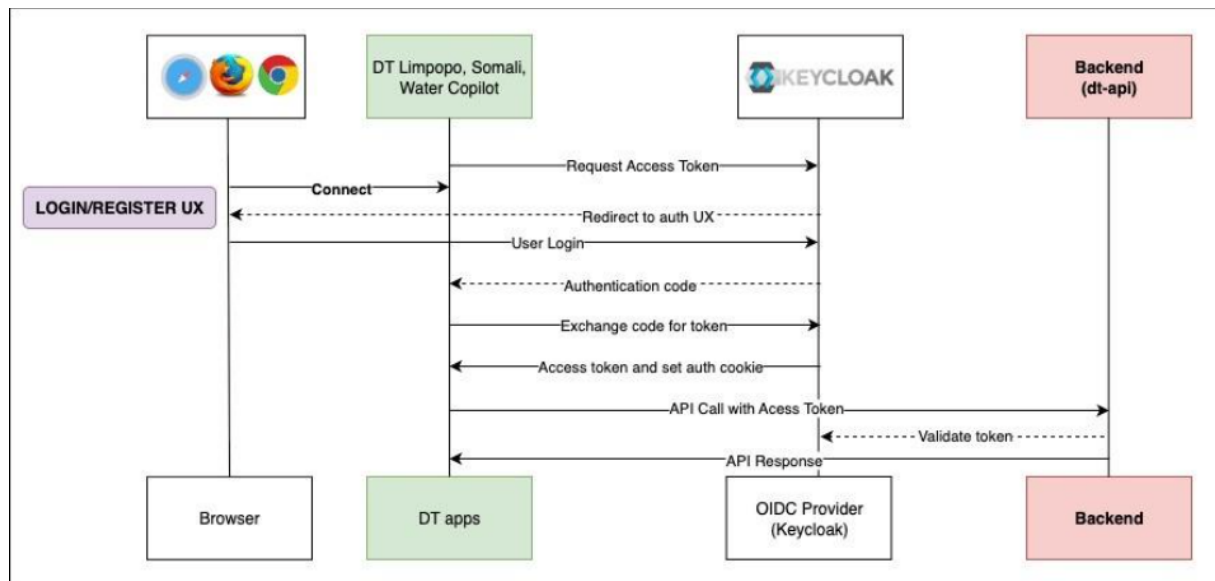 DT Limpopo, Somali,
Water Copilot
KEYCLOAK
Backend
(dt-api)
Request Access Token
Connect
LOGIN/REGISTER UX
Redirect to auth UX
User Login
Authentication code
Exchange code for token
Access token and set auth cookie
API Call with Acess Token
Validate token
API Response
Browser
DT apps
OIDC Provider
(Keycloak)
Backend